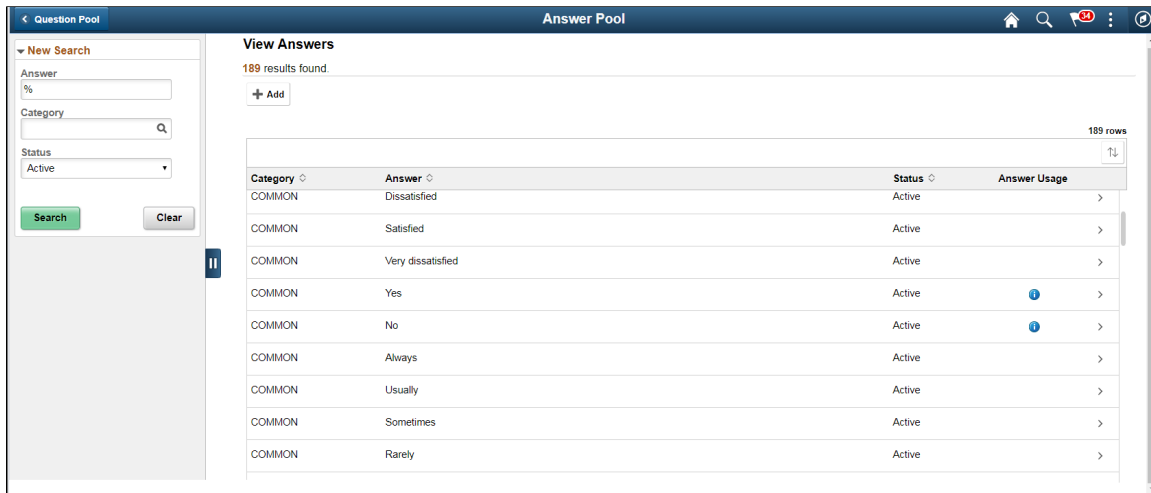 Question Pool
Answer Pool
34
New Search
Answer
%
Category
Status
Active
Search
Clear
View Answers
189 results found.
Add
189 rows
Category Answer Status Answer Usage
COMMON Dissatisfied Active
COMMON Satisfied Active
COMMON Very dissatisfied Active
COMMON Yes Active
COMMON No Active
COMMON Always Active
COMMON Usually Active
COMMON Sometimes Active
COMMON Rarely Active